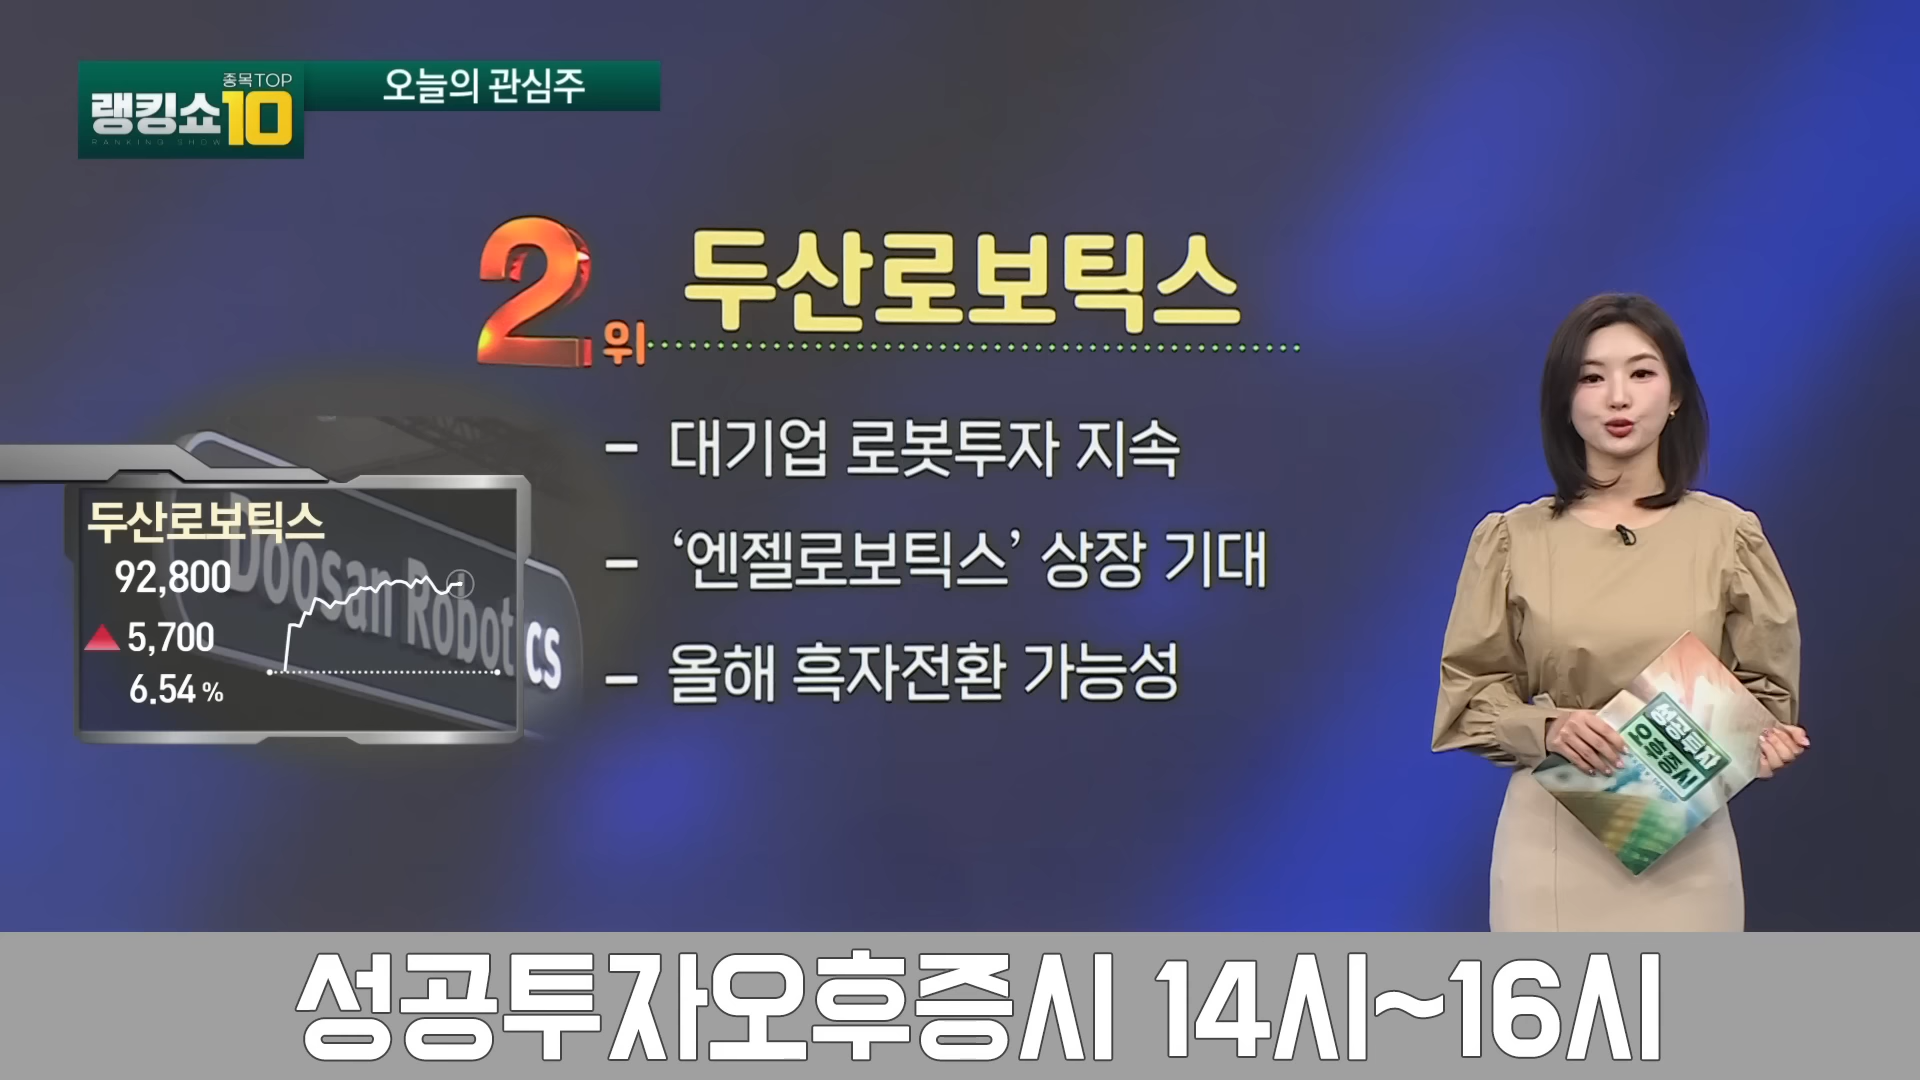 종목TOP
랭킹쇼10
RANKING SHOW
오늘의 관심주
2위 두산로보틱스
- 대기업 로봇투자 지속
- ‘엔젤로보틱스’ 상장 기대
- 올해 흑자전환 가능성
두산로보틱스
92,800
▲ 5,700
6.54 %
Doosan Robotics
성공투자
오후증시
성공투자오후증시 14시~16시